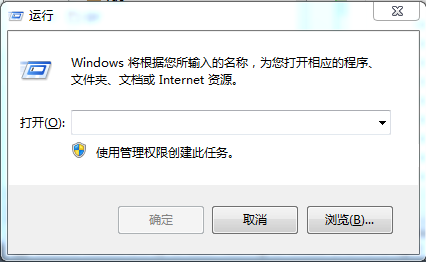 运行
Windows 将根据您所输入的名称，为您打开相应的程序、
文件夹、文档或 Internet 资源。
打开(O):
使用管理权限创建此任务。
确定
取消
浏览(B)...